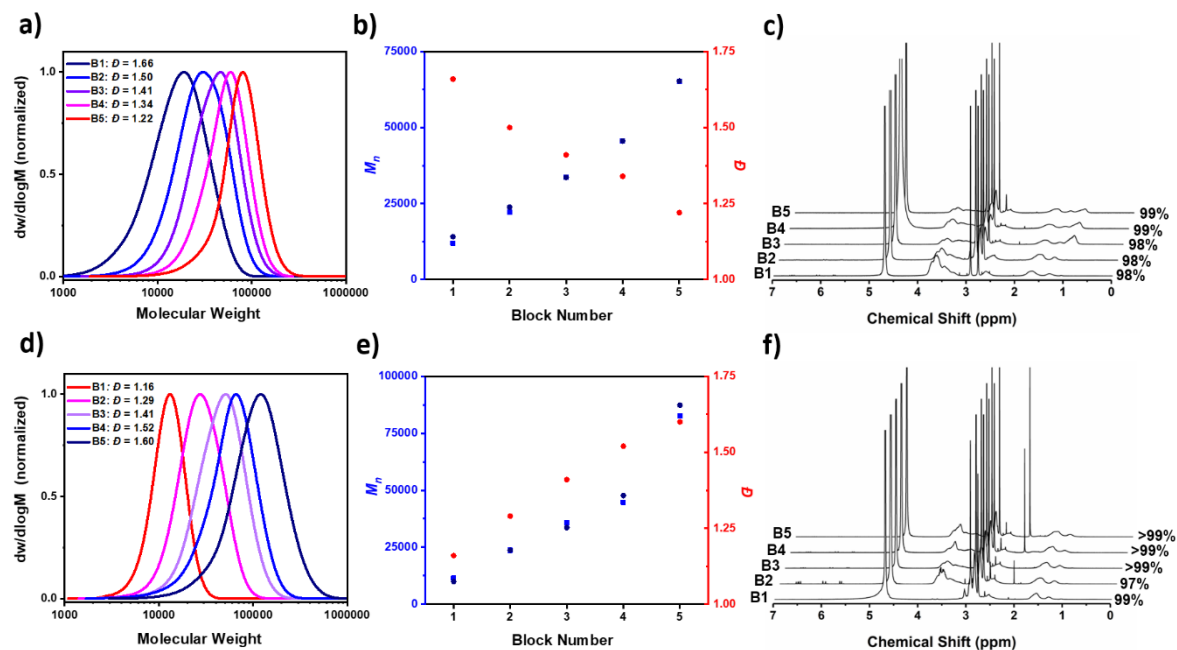 a)
B1: Đ = 1.66
B2: Đ = 1.50
B3: Đ = 1.41
B4: Đ = 1.34
B5: Đ = 1.22
dw/dlogM (normalized)
1.0
0.5
0.0
1000 10000 100000 1000000
Molecular Weight
b)
75000
50000
25000
0
Mn
1.75
1.50
1.25
1.00
Đ
1 2 3 4 5
Block Number
c)
B5 99%
B4 99%
B3 98%
B2 98%
B1 98%
7 6 5 4 3 2 1 0
Chemical Shift (ppm)
d)
B1: Đ = 1.16
B2: Đ = 1.29
B3: Đ = 1.41
B4: Đ = 1.52
B5: Đ = 1.60
dw/dlogM (normalized)
1.0
0.5
0.0
1000 10000 100000 1000000
Molecular Weight
e)
100000
75000
50000
25000
0
Mn
1.75
1.50
1.25
1.00
Đ
1 2 3 4 5
Block Number
f)
B5 >99%
B4 >99%
B3 >99%
B2 97%
B1 99%
7 6 5 4 3 2 1 0
Chemical Shift (ppm)